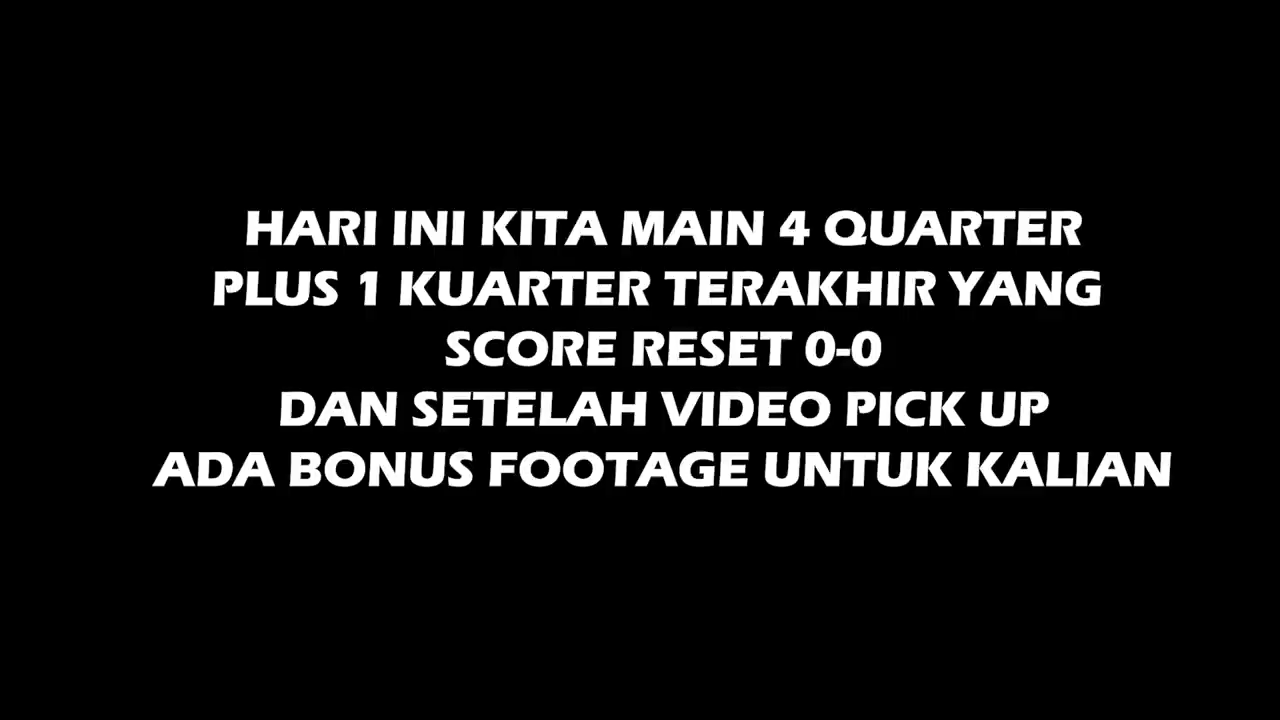 HARI INI KITA MAIN 4 QUARTER
PLUS 1 KUARTER TERAKHIR YANG
SCORE RESET 0-0
DAN SETELAH VIDEO PICK UP
ADA BONUS FOOTAGE UNTUK KALIAN